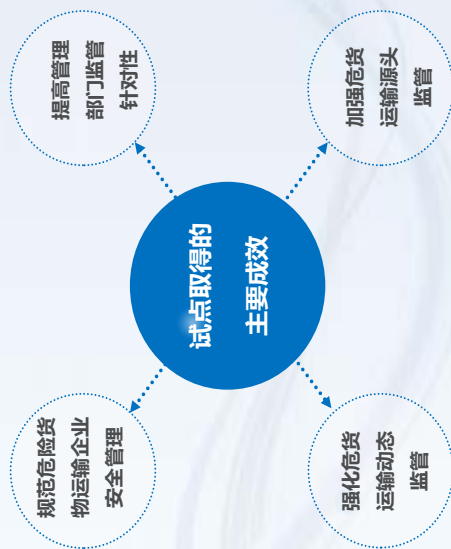 试点取得的
主要成效
规范危险货
物运输企业
安全管理
提高管理
部门监管
针对性
强化危货
运输动态
监管
加强危货
运输源头
监管